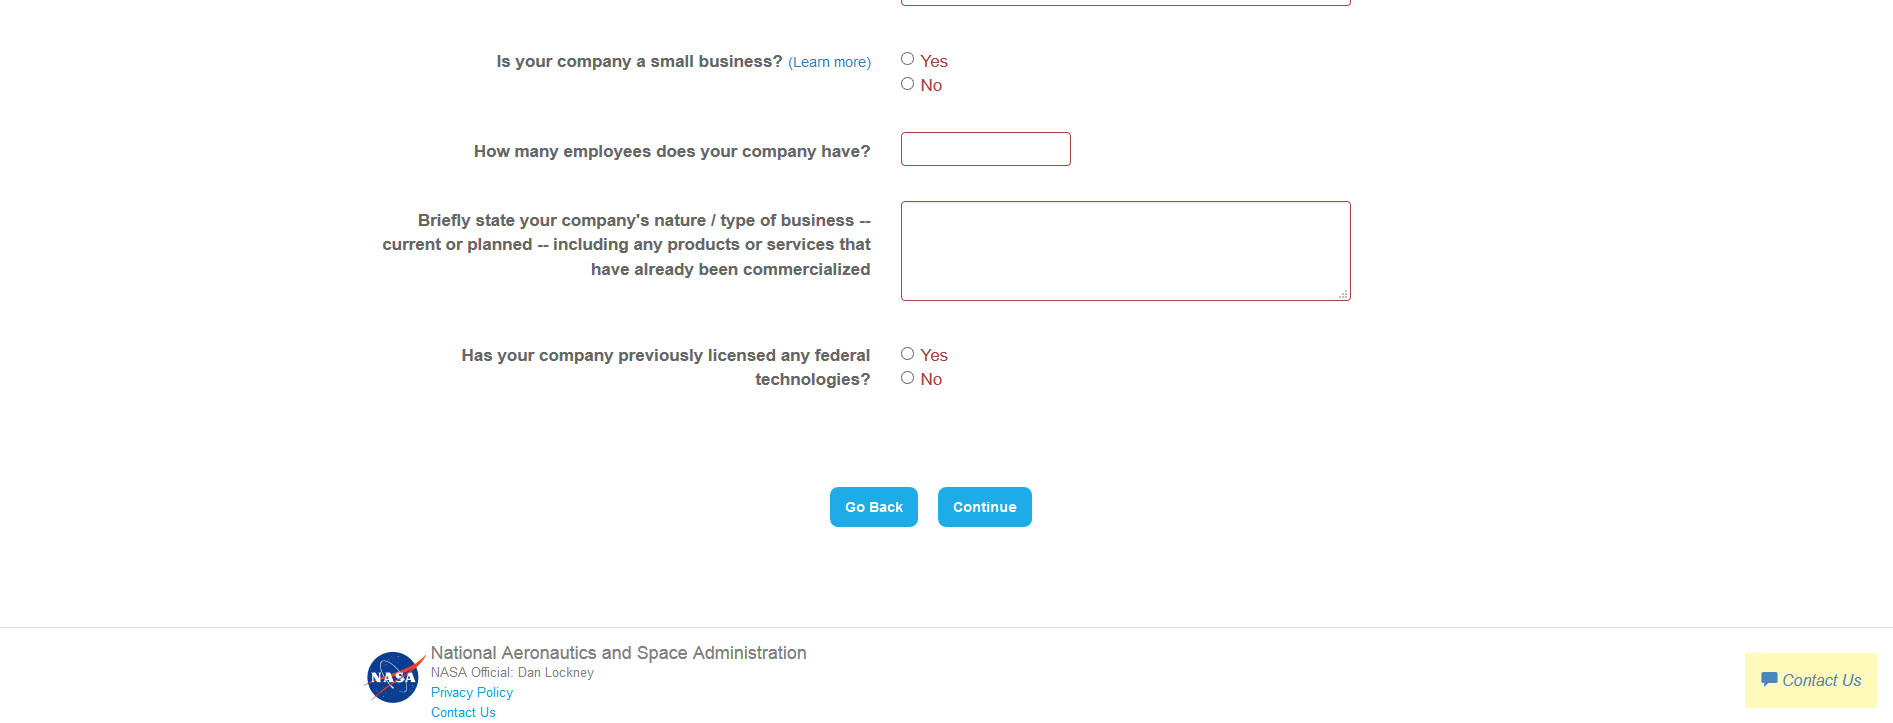 Is your company a small business? (Learn more)
Yes
No
How many employees does your company have?
Briefly state your company's nature / type of business --
current or planned -- including any products or services that
have already been commercialized
Has your company previously licensed any federal
technologies?
Yes
No
Go Back
Continue
NASA
National Aeronautics and Space Administration
NASA Official: Dan Lockney
Privacy Policy
Contact Us
Contact Us